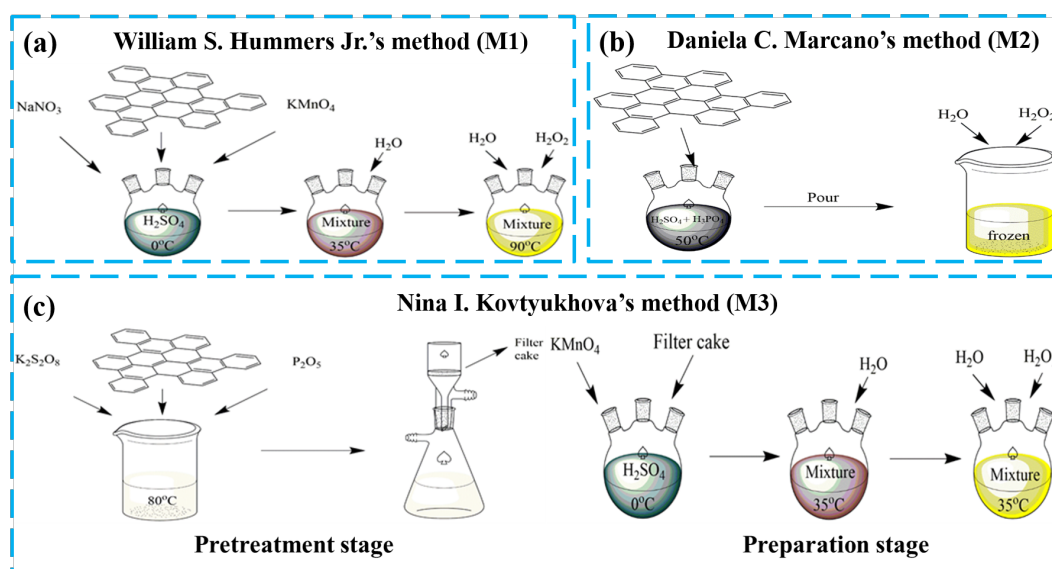 (a) William S. Hummers Jr.'s method (M1)
NaNO₃
KMnO₄
H₂SO₄
0°C
H₂O
Mixture
35°C
H₂O
H₂O₂
Mixture
90°C
(b) Daniela C. Marcano's method (M2)
H₂SO₄ + H₃PO₄
50°C
Pour
H₂O
H₂O₂
frozen
(c) Nina I. Kovtyukhova's method (M3)
K₂S₂O₈
P₂O₅
80°C
Filter
cake
KMnO₄
Filter cake
H₂SO₄
0°C
H₂O
Mixture
35°C
H₂O
H₂O
Mixture
35°C
Pretreatment stage
Preparation stage